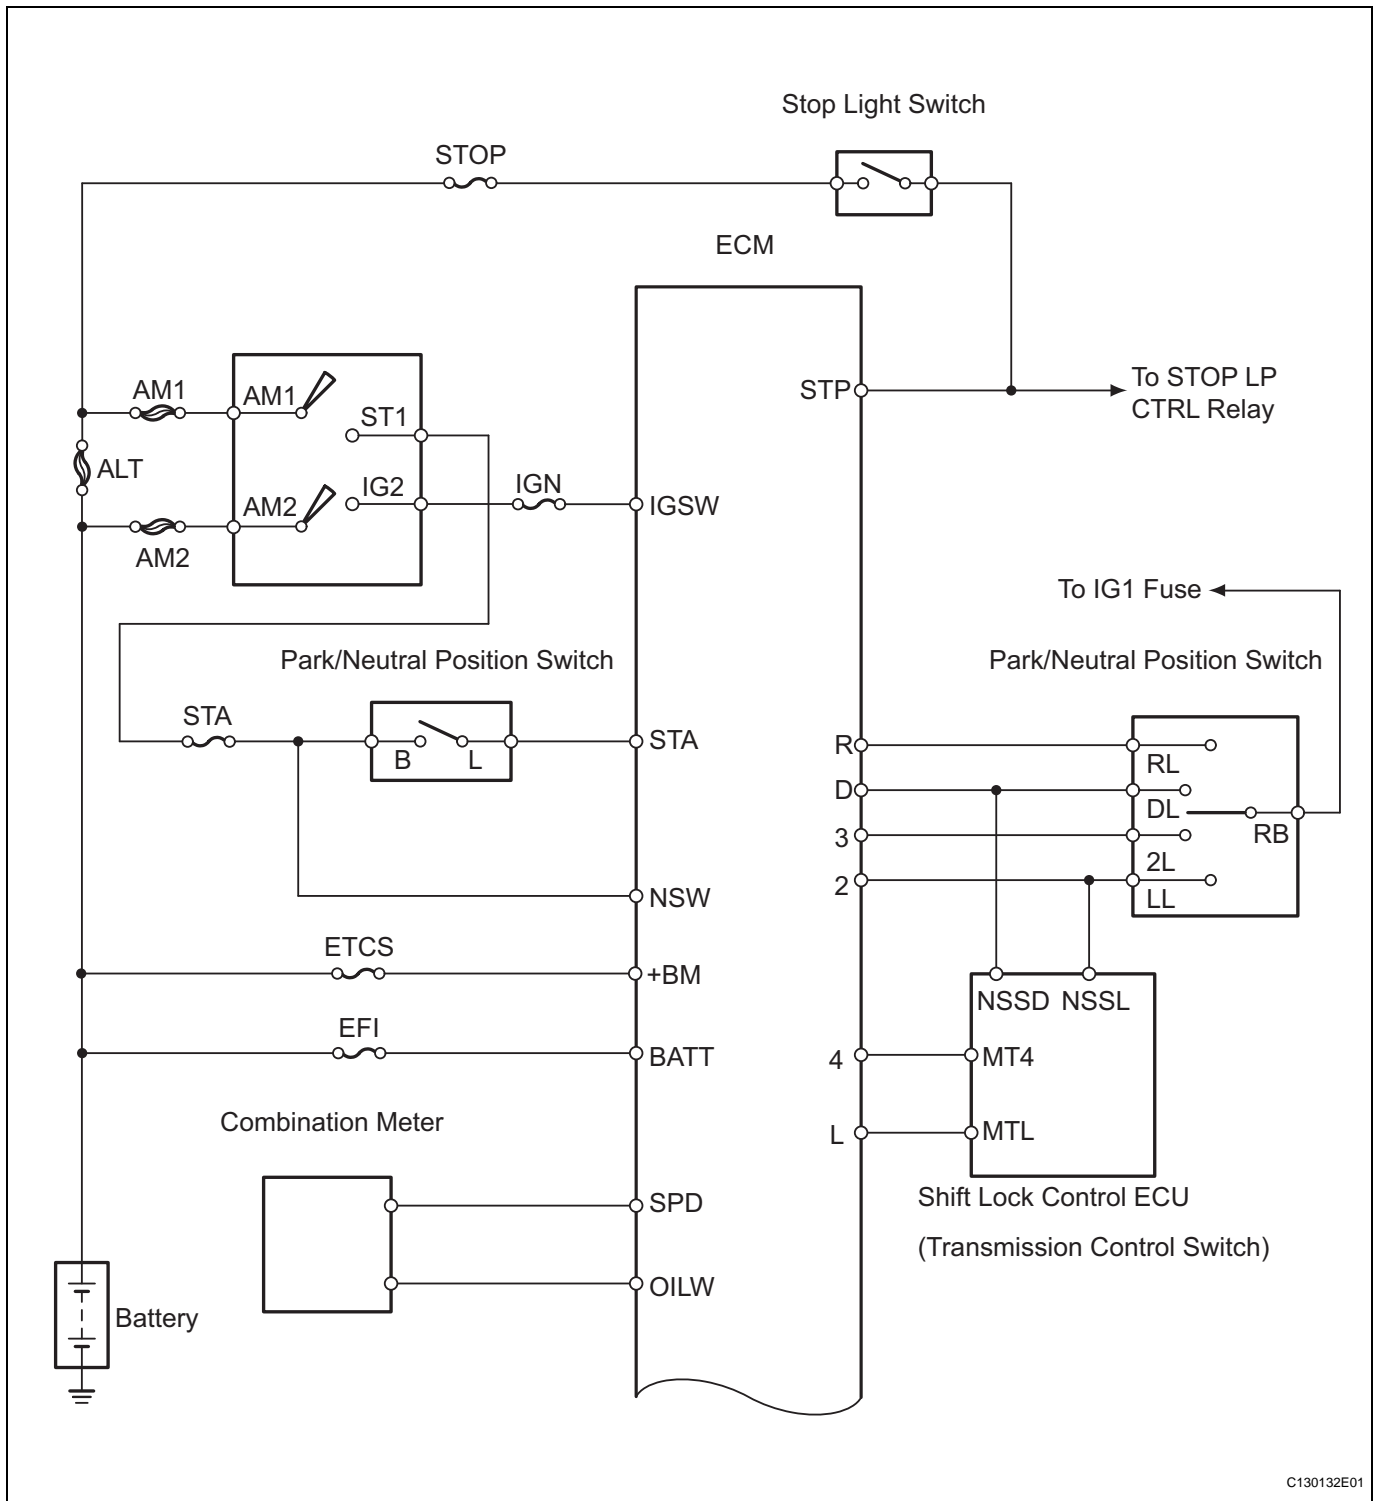 Stop Light Switch
STOP
ECM
AM1
AM1
ST1
STP
To STOP LP
CTRL Relay
ALT
AM2
IG2
IGN
IGSW
AM2
To IG1 Fuse
Park/Neutral Position Switch
Park/Neutral Position Switch
STA
B
L
STA
R
RL
D
DL
3
RB
2L
2
LL
NSW
ETCS
+BM
NSSD
NSSL
EFI
BATT
4
MT4
Combination Meter
L
MTL
SPD
Shift Lock Control ECU
(Transmission Control Switch)
OILW
Battery
C130132E01